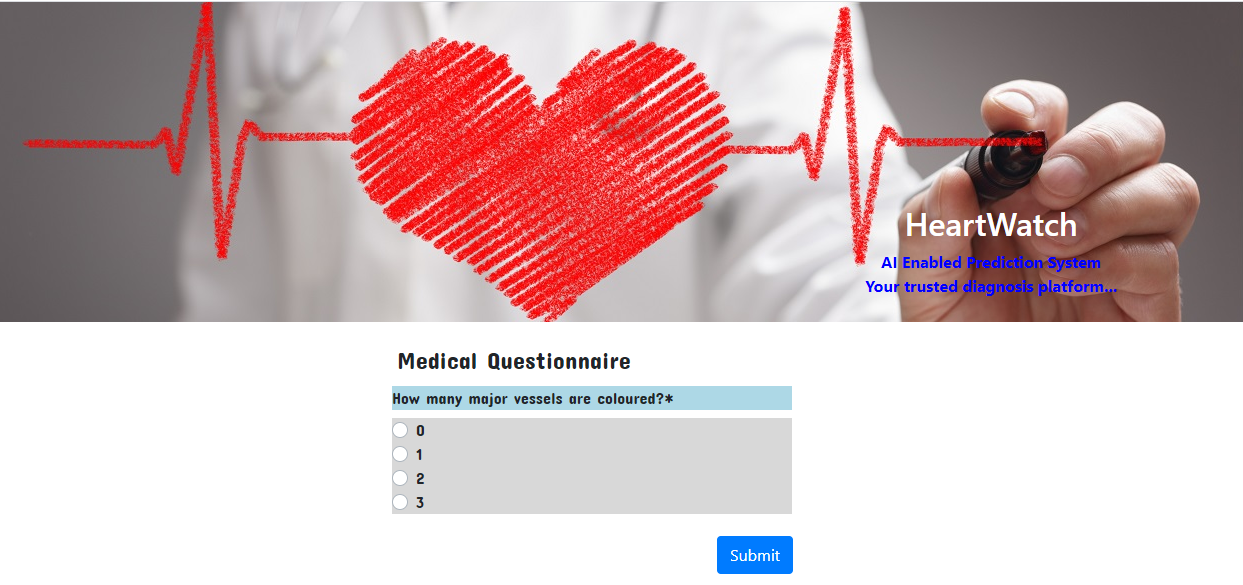 HeartWatch
AI Enabled Prediction System
Your trusted diagnosis platform...
Medical Questionnaire
How many major vessels are coloured?*
0
1
2
3
Submit